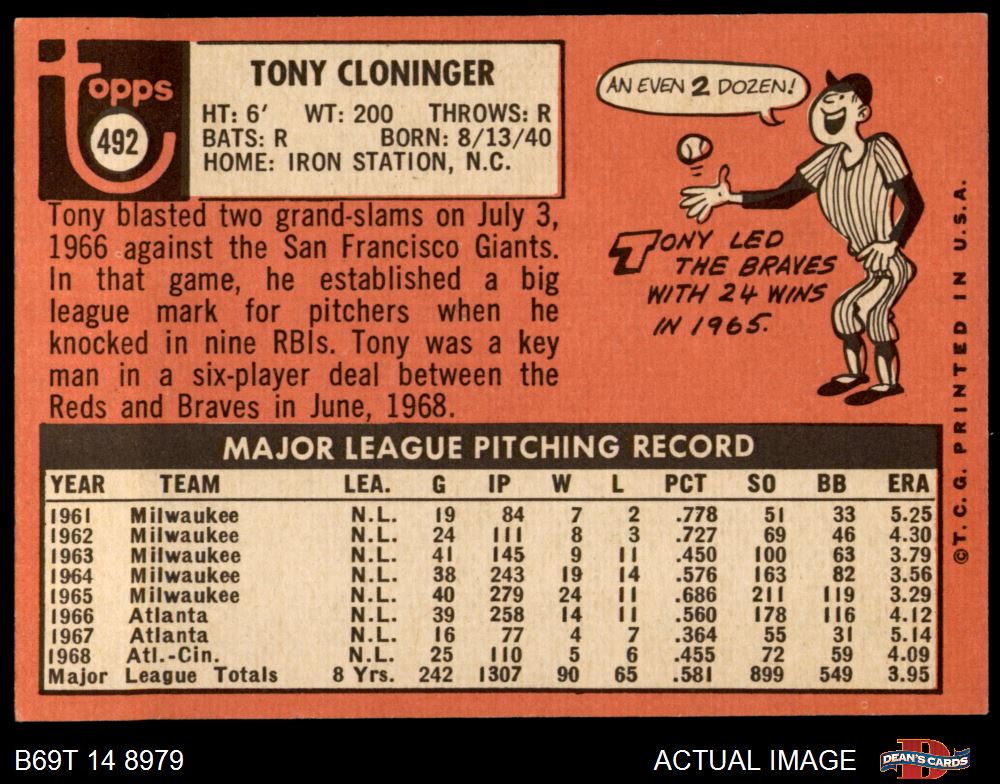 Topps
492
TONY CLONINGER
HT: 6' WT: 200 THROWS: R
BATS: R BORN: 8/13/40
HOME: IRON STATION, N.C.
Tony blasted two grand-slams on July 3,
1966 against the San Francisco Giants.
In that game, he established a big
league mark for pitchers when he
knocked in nine RBIs. Tony was a key
man in a six-player deal between the
Reds and Braves in June, 1968.
AN EVEN 2 DOZEN!
TONY LED
THE BRAVES
WITH 24 WINS
IN 1965.
MAJOR LEAGUE PITCHING RECORD
YEAR TEAM LEA. G IP W L PCT SO BB ERA
1961 Milwaukee N.L. 19 84 7 2 .778 51 33 5.25
1962 Milwaukee N.L. 24 111 8 3 .727 69 46 4.30
1963 Milwaukee N.L. 41 145 9 11 .450 100 63 3.79
1964 Milwaukee N.L. 38 243 19 14 .576 163 82 3.56
1965 Milwaukee N.L. 40 279 24 11 .686 211 119 3.29
1966 Atlanta N.L. 39 258 14 11 .560 178 116 4.12
1967 Atlanta N.L. 16 77 4 7 .364 55 31 5.14
1968 Atl.-Cin. N.L. 25 110 5 6 .455 72 59 4.09
Major League Totals 8 Yrs. 242 1307 90 65 .581 899 549 3.95
©T.C.G. PRINTED IN U.S.A.
B69T 14 8979
ACTUAL IMAGE
D
DEAN'S CARDS